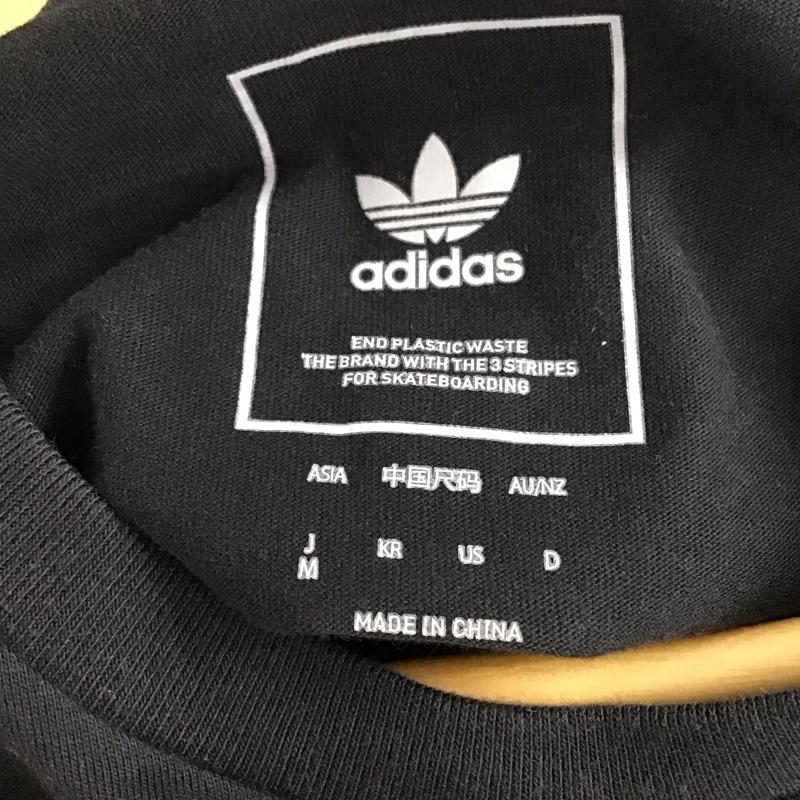 adidas
END PLASTIC WASTE
THE BRAND WITH THE 3 STRIPES
FOR SKATEBOARDING
ASIA 中国尺码 AU/NZ
J KR US D
M
MADE IN CHINA